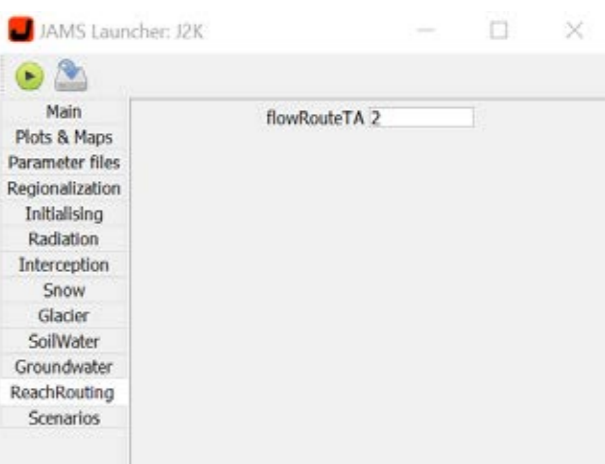 JAMS Launcher: J2K
Main
flowRouteTA 2
Plots & Maps
Parameter files
Regionalization
Initialising
Radiation
Interception
Snow
Glacier
SoilWater
Groundwater
ReachRouting
Scenarios